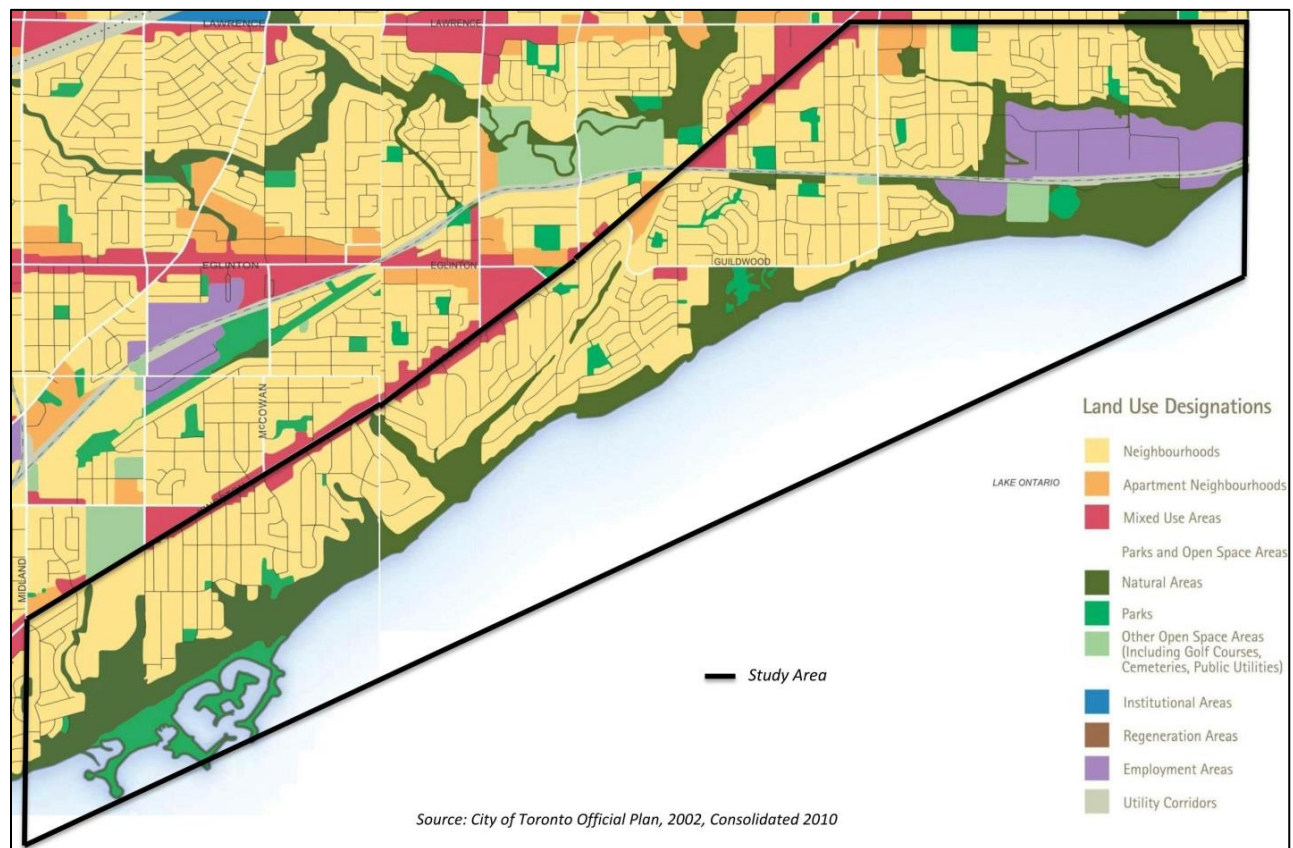 LAWRENCE
LAWRENCE
EGLINTON
EGLINTON
GUILDWOOD
McCOWAN
MIDLAND
LAKE ONTARIO
Land Use Designations
Neighbourhoods
Apartment Neighbourhoods
Mixed Use Areas
Parks and Open Space Areas
Natural Areas
Parks
Other Open Space Areas
(Including Golf Courses,
Cemeteries, Public Utilities)
Institutional Areas
Regeneration Areas
Employment Areas
Utility Corridors
Study Area
Source: City of Toronto Official Plan, 2002, Consolidated 2010